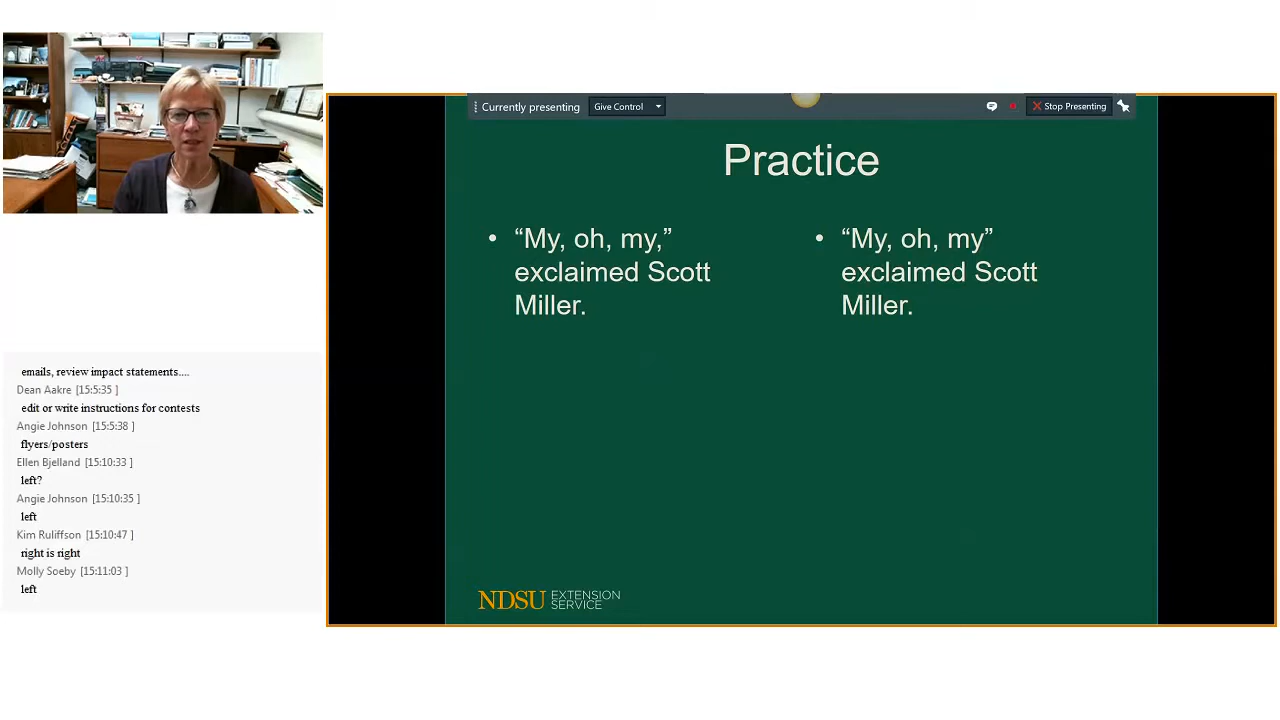 Currently presenting
Give Control
Stop Presenting
Practice
• “My, oh, my,”
exclaimed Scott
Miller.
• “My, oh, my”
exclaimed Scott
Miller.
NDSU EXTENSION
SERVICE
emails, review impact statements....
Dean Aakre [15:5:35 ]
edit or write instructions for contests
Angie Johnson [15:5:38 ]
flyers/posters
Ellen Bjelland [15:10:33 ]
left?
Angie Johnson [15:10:35 ]
left
Kim Ruliffson [15:10:47 ]
right is right
Molly Soeby [15:11:03 ]
left